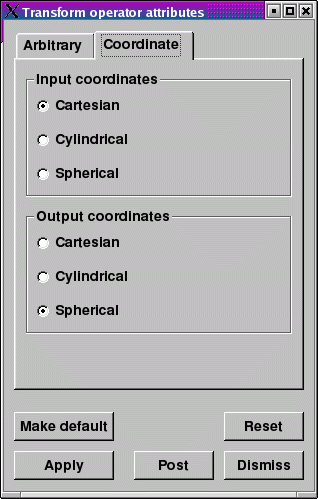 Transform operator attributes
Arbitrary
Coordinate
Input coordinates
Cartesian
Cylindrical
Spherical
Output coordinates
Cartesian
Cylindrical
Spherical
Make default
Reset
Apply
Post
Dismiss